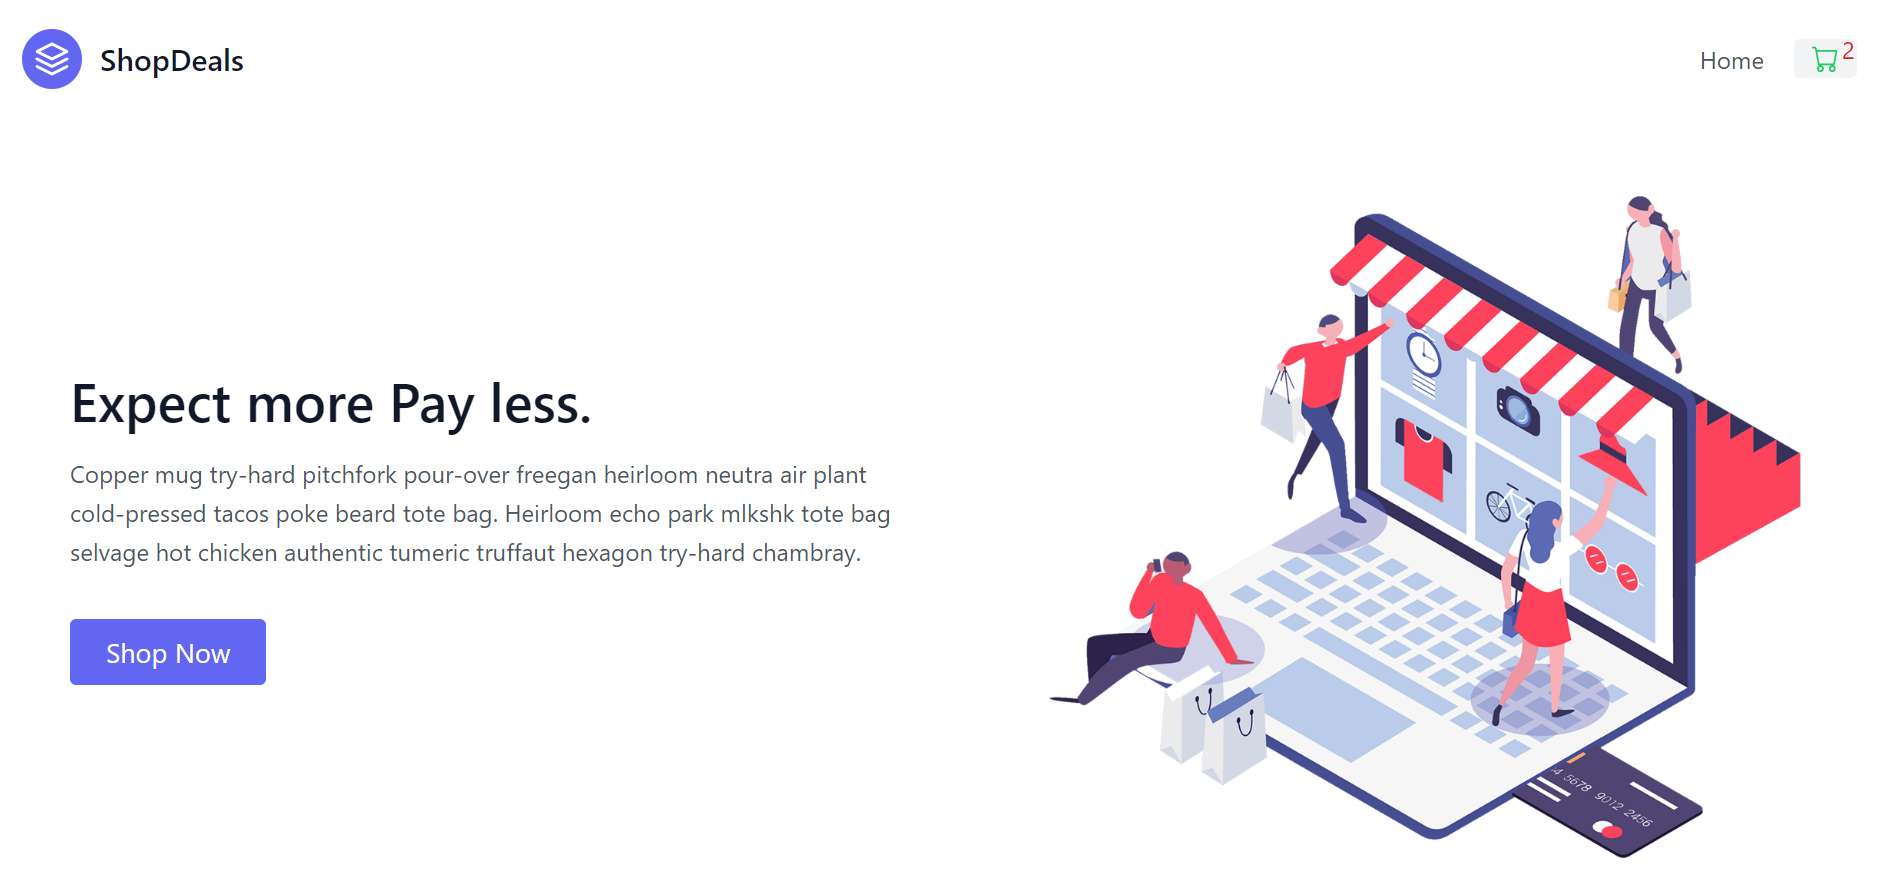 ShopDeals
Home
2
Expect more Pay less.
Copper mug try-hard pitchfork pour-over freegan heirloom neutra air plant
cold-pressed tacos poke beard tote bag. Heirloom echo park mlkshk tote bag
selvage hot chicken authentic tumeric truffaut hexagon try-hard chambray.
Shop Now
5678 9012 2456